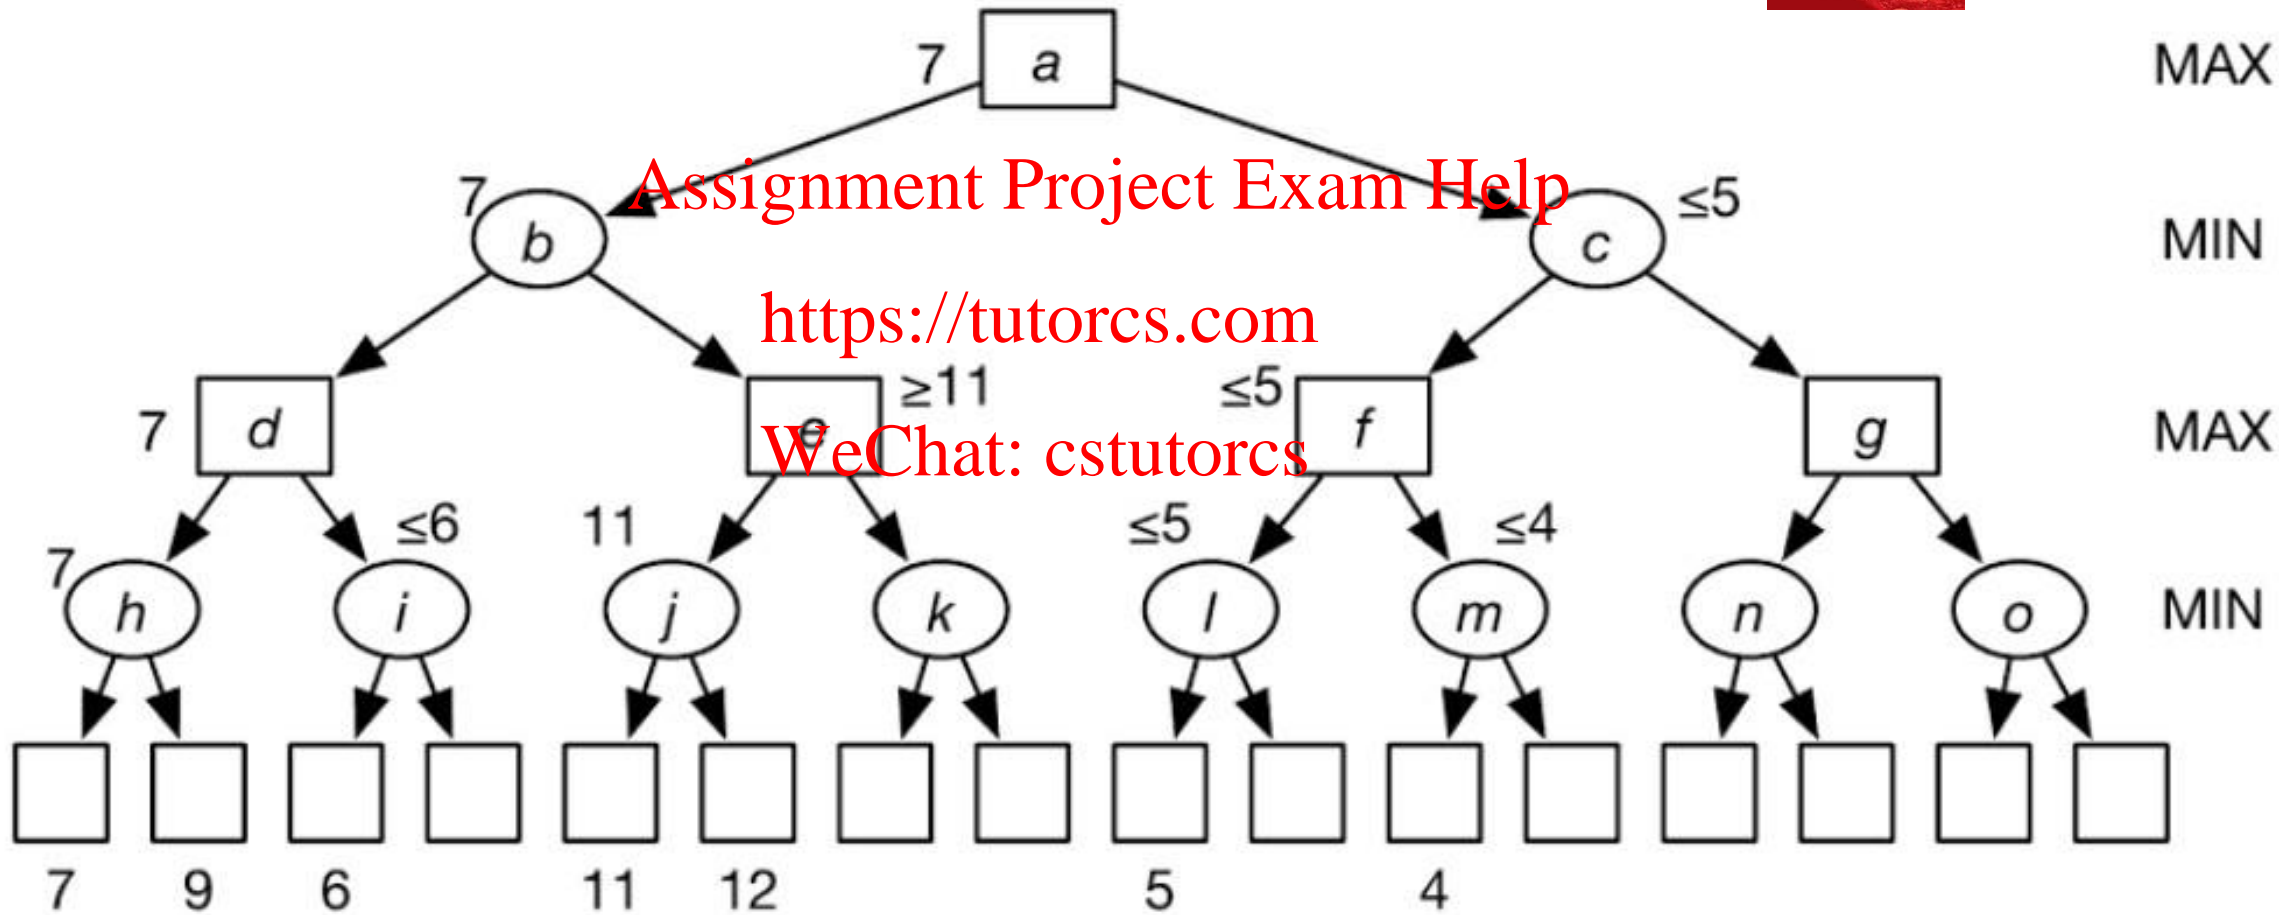 7 a MAX
Assignment Project Exam Help
7 b c ≤5 MIN
https://tutorcs.com
7 d e ≥11 ≤5 f g MAX
WeChat: cstutorcs
≤6 11 ≤5 ≤4
7 h i j k l m n o MIN
7 9 6 11 12 5 4